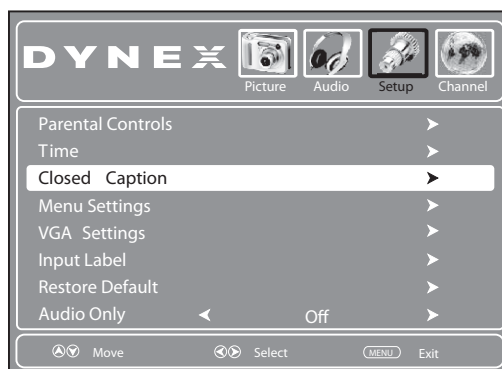 DYNEX
Picture Audio Setup Channel
Parental Controls
Time
Closed Caption
Menu Settings
VGA Settings
Input Label
Restore Default
Audio Only Off
Move Select MENU Exit